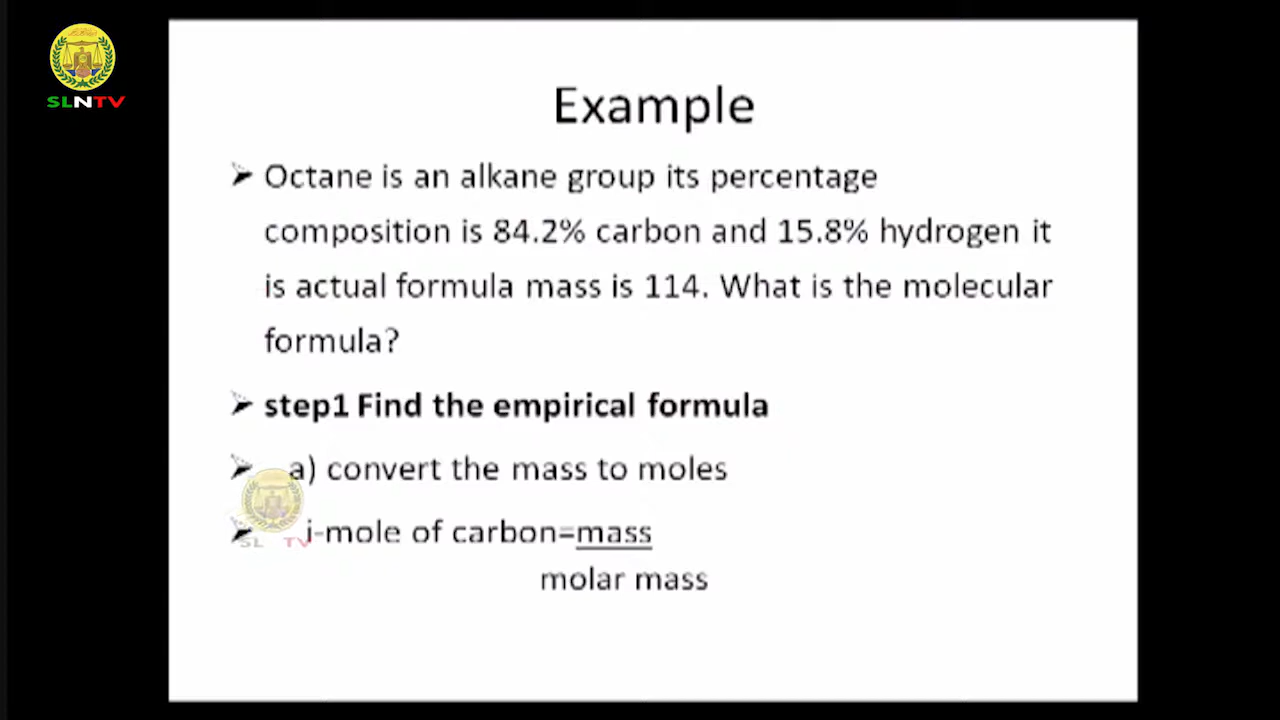 SLNTV
Example
Octane is an alkane group its percentage
composition is 84.2% carbon and 15.8% hydrogen it
is actual formula mass is 114. What is the molecular
formula?
step1 Find the empirical formula
a) convert the mass to moles
i-mole of carbon=mass
molar mass
SL TV